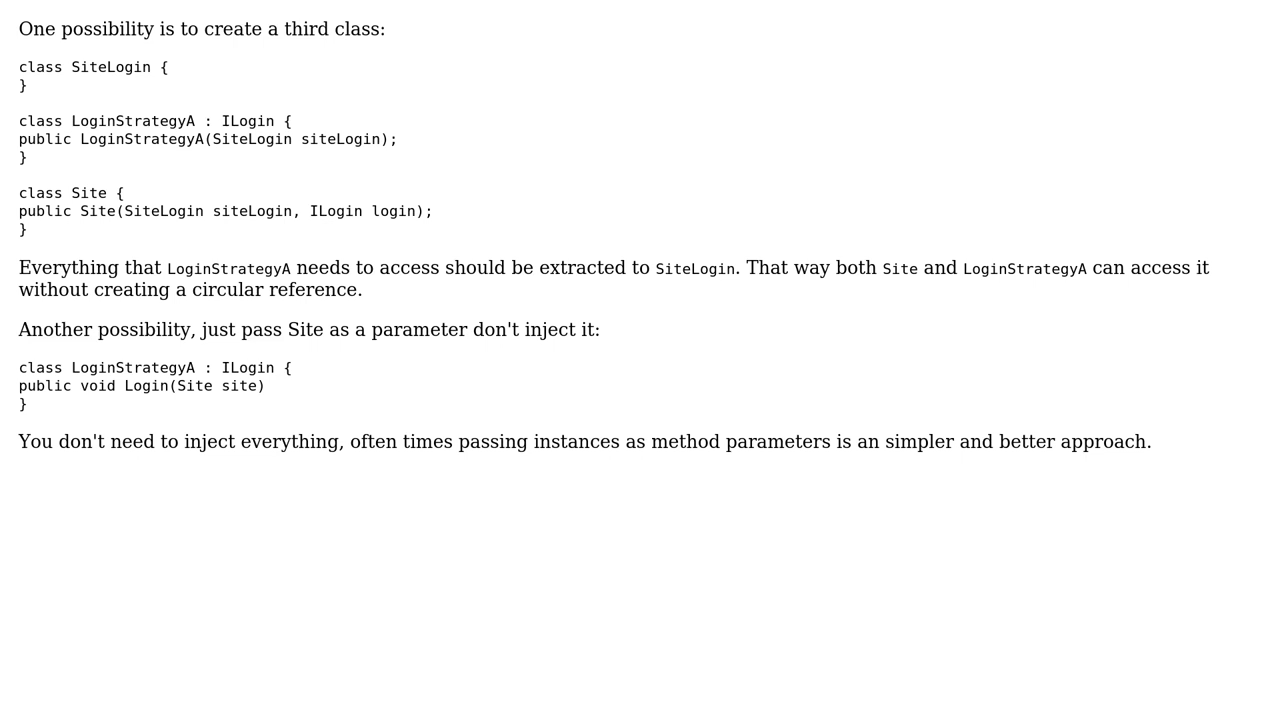 One possibility is to create a third class:
class SiteLogin {
}
class LoginStrategyA : ILogin {
public LoginStrategyA(SiteLogin siteLogin);
}
class Site {
public Site(SiteLogin siteLogin, ILogin login);
}
Everything that LoginStrategyA needs to access should be extracted to SiteLogin. That way both Site and LoginStrategyA can access it
without creating a circular reference.
Another possibility, just pass Site as a parameter don't inject it:
class LoginStrategyA : ILogin {
public void Login(Site site)
}
You don't need to inject everything, often times passing instances as method parameters is an simpler and better approach.